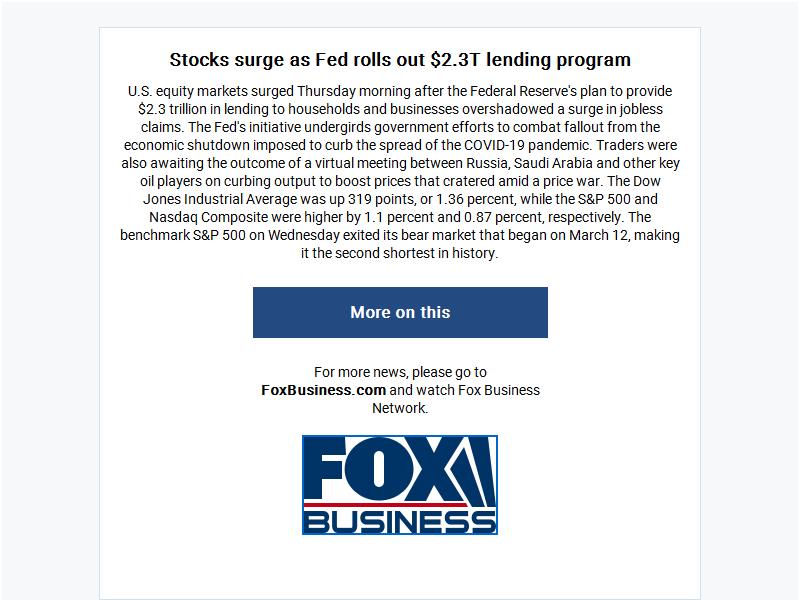 Stocks surge as Fed rolls out $2.3T lending program
U.S. equity markets surged Thursday morning after the Federal Reserve's plan to provide
$2.3 trillion in lending to households and businesses overshadowed a surge in jobless
claims. The Fed's initiative undergirds government efforts to combat fallout from the
economic shutdown imposed to curb the spread of the COVID-19 pandemic. Traders were
also awaiting the outcome of a virtual meeting between Russia, Saudi Arabia and other key
oil players on curbing output to boost prices that cratered amid a price war. The Dow
Jones Industrial Average was up 319 points, or 1.36 percent, while the S&P 500 and
Nasdaq Composite were higher by 1.1 percent and 0.87 percent, respectively. The
benchmark S&P 500 on Wednesday exited its bear market that began on March 12, making
it the second shortest in history.
More on this
For more news, please go to
FoxBusiness.com and watch Fox Business
Network.
FOX
BUSINESS